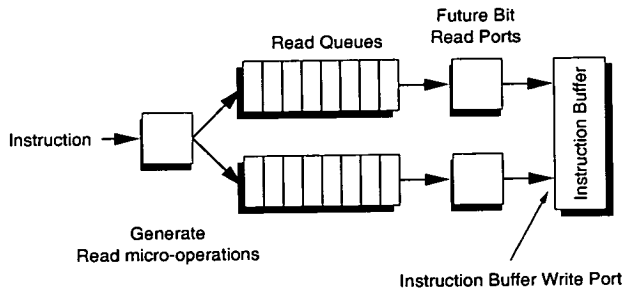 Future Bit
Read Ports
Read Queues
Instruction
Instruction Buffer
Generate
Read micro-operations
Instruction Buffer Write Port